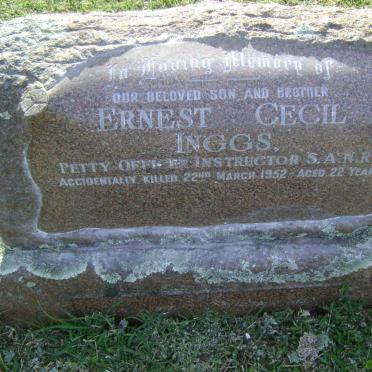 In Loving Memory of
OUR BELOVED SON AND BROTHER
ERNEST CECIL
INGGS.
PETTY OFFICER INSTRUCTOR S.A.N.R
ACCIDENTALLY KILLED 22ND MARCH 1952 - AGED 22 YEA